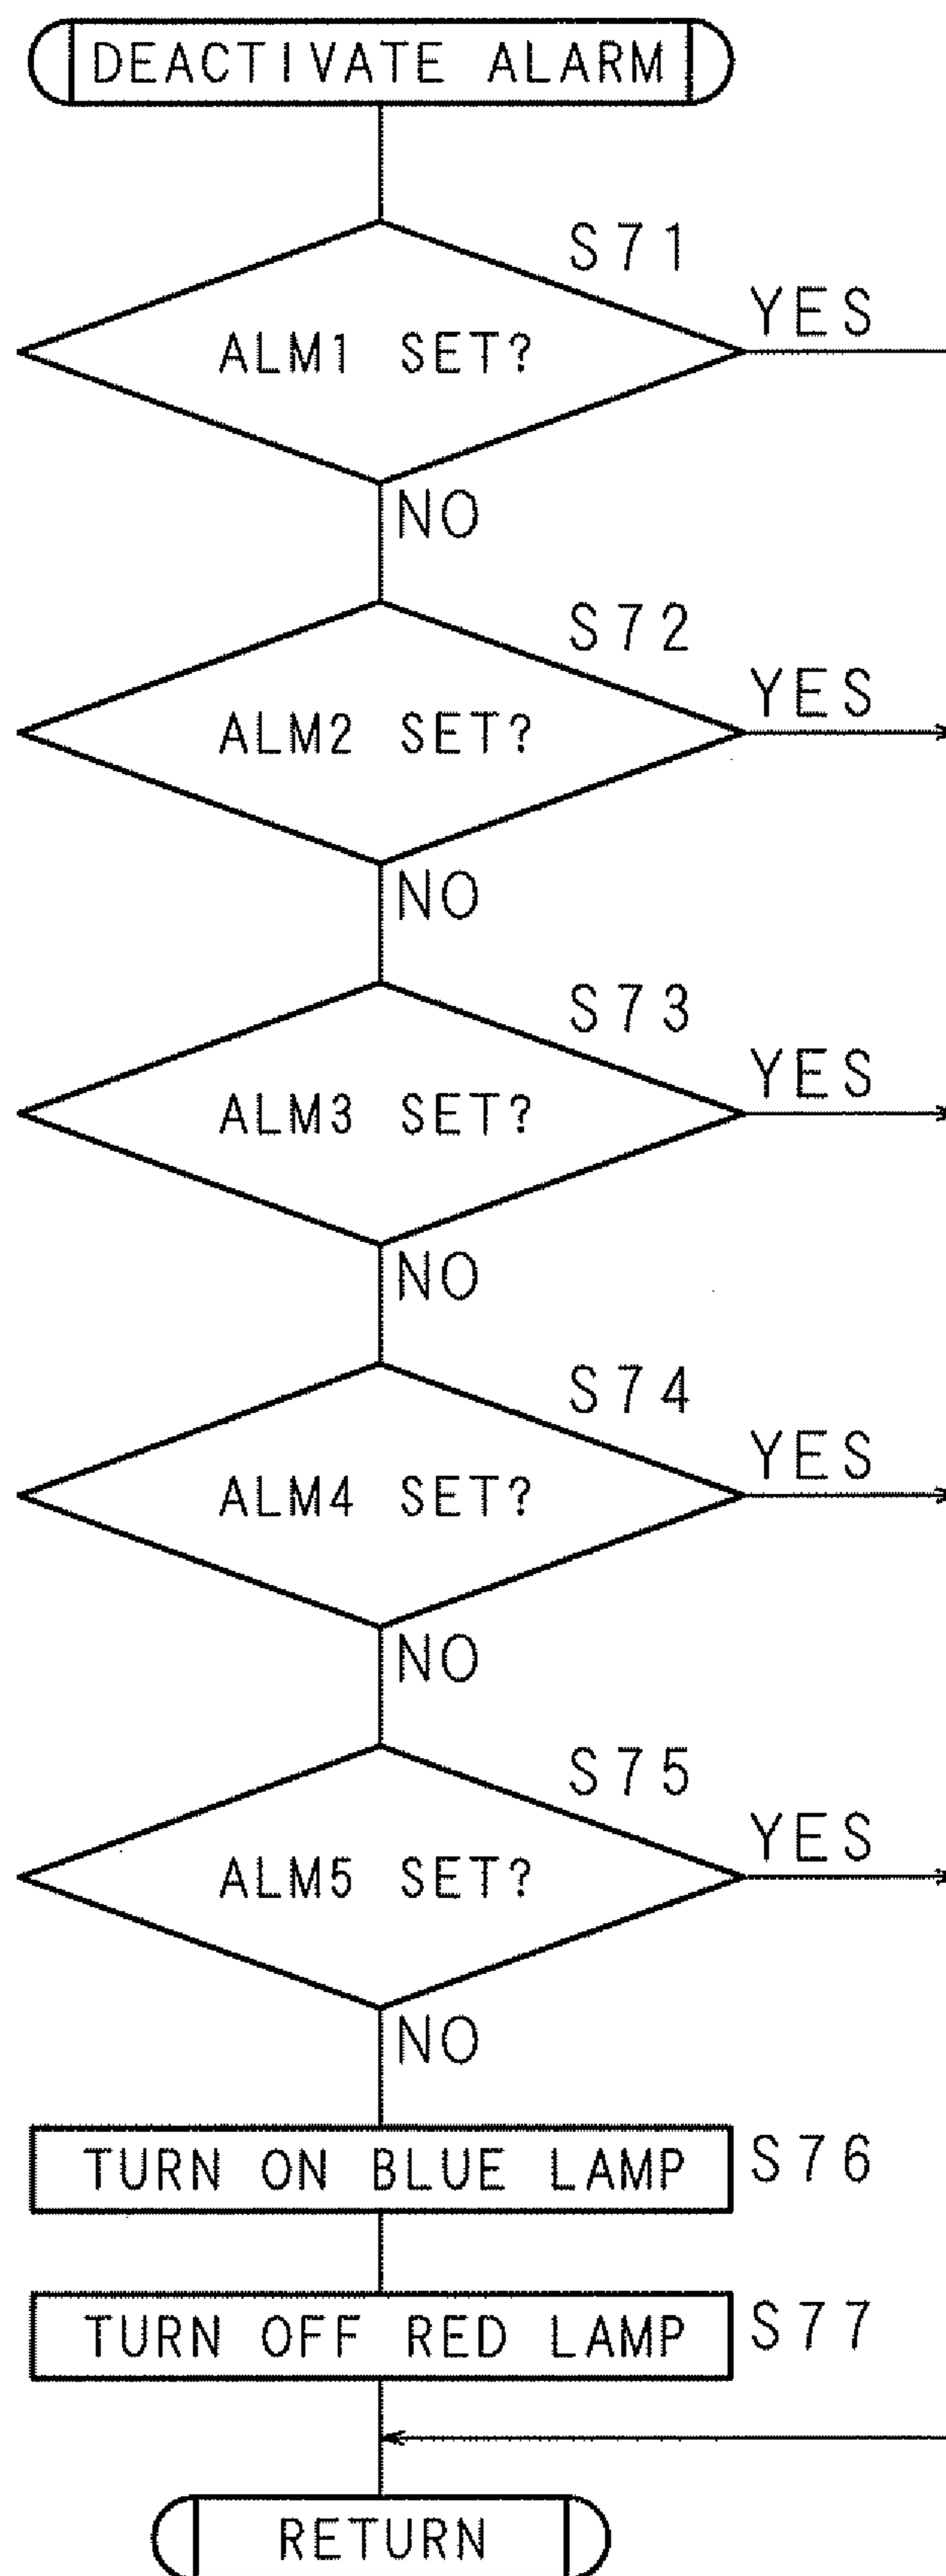 DEACTIVATE ALARM
S71
YES
ALM1 SET?
NO
S72
YES
ALM2 SET?
NO
S73
YES
ALM3 SET?
NO
S74
YES
ALM4 SET?
NO
S75
YES
ALM5 SET?
NO
TURN ON BLUE LAMP S76
TURN OFF RED LAMP S77
RETURN